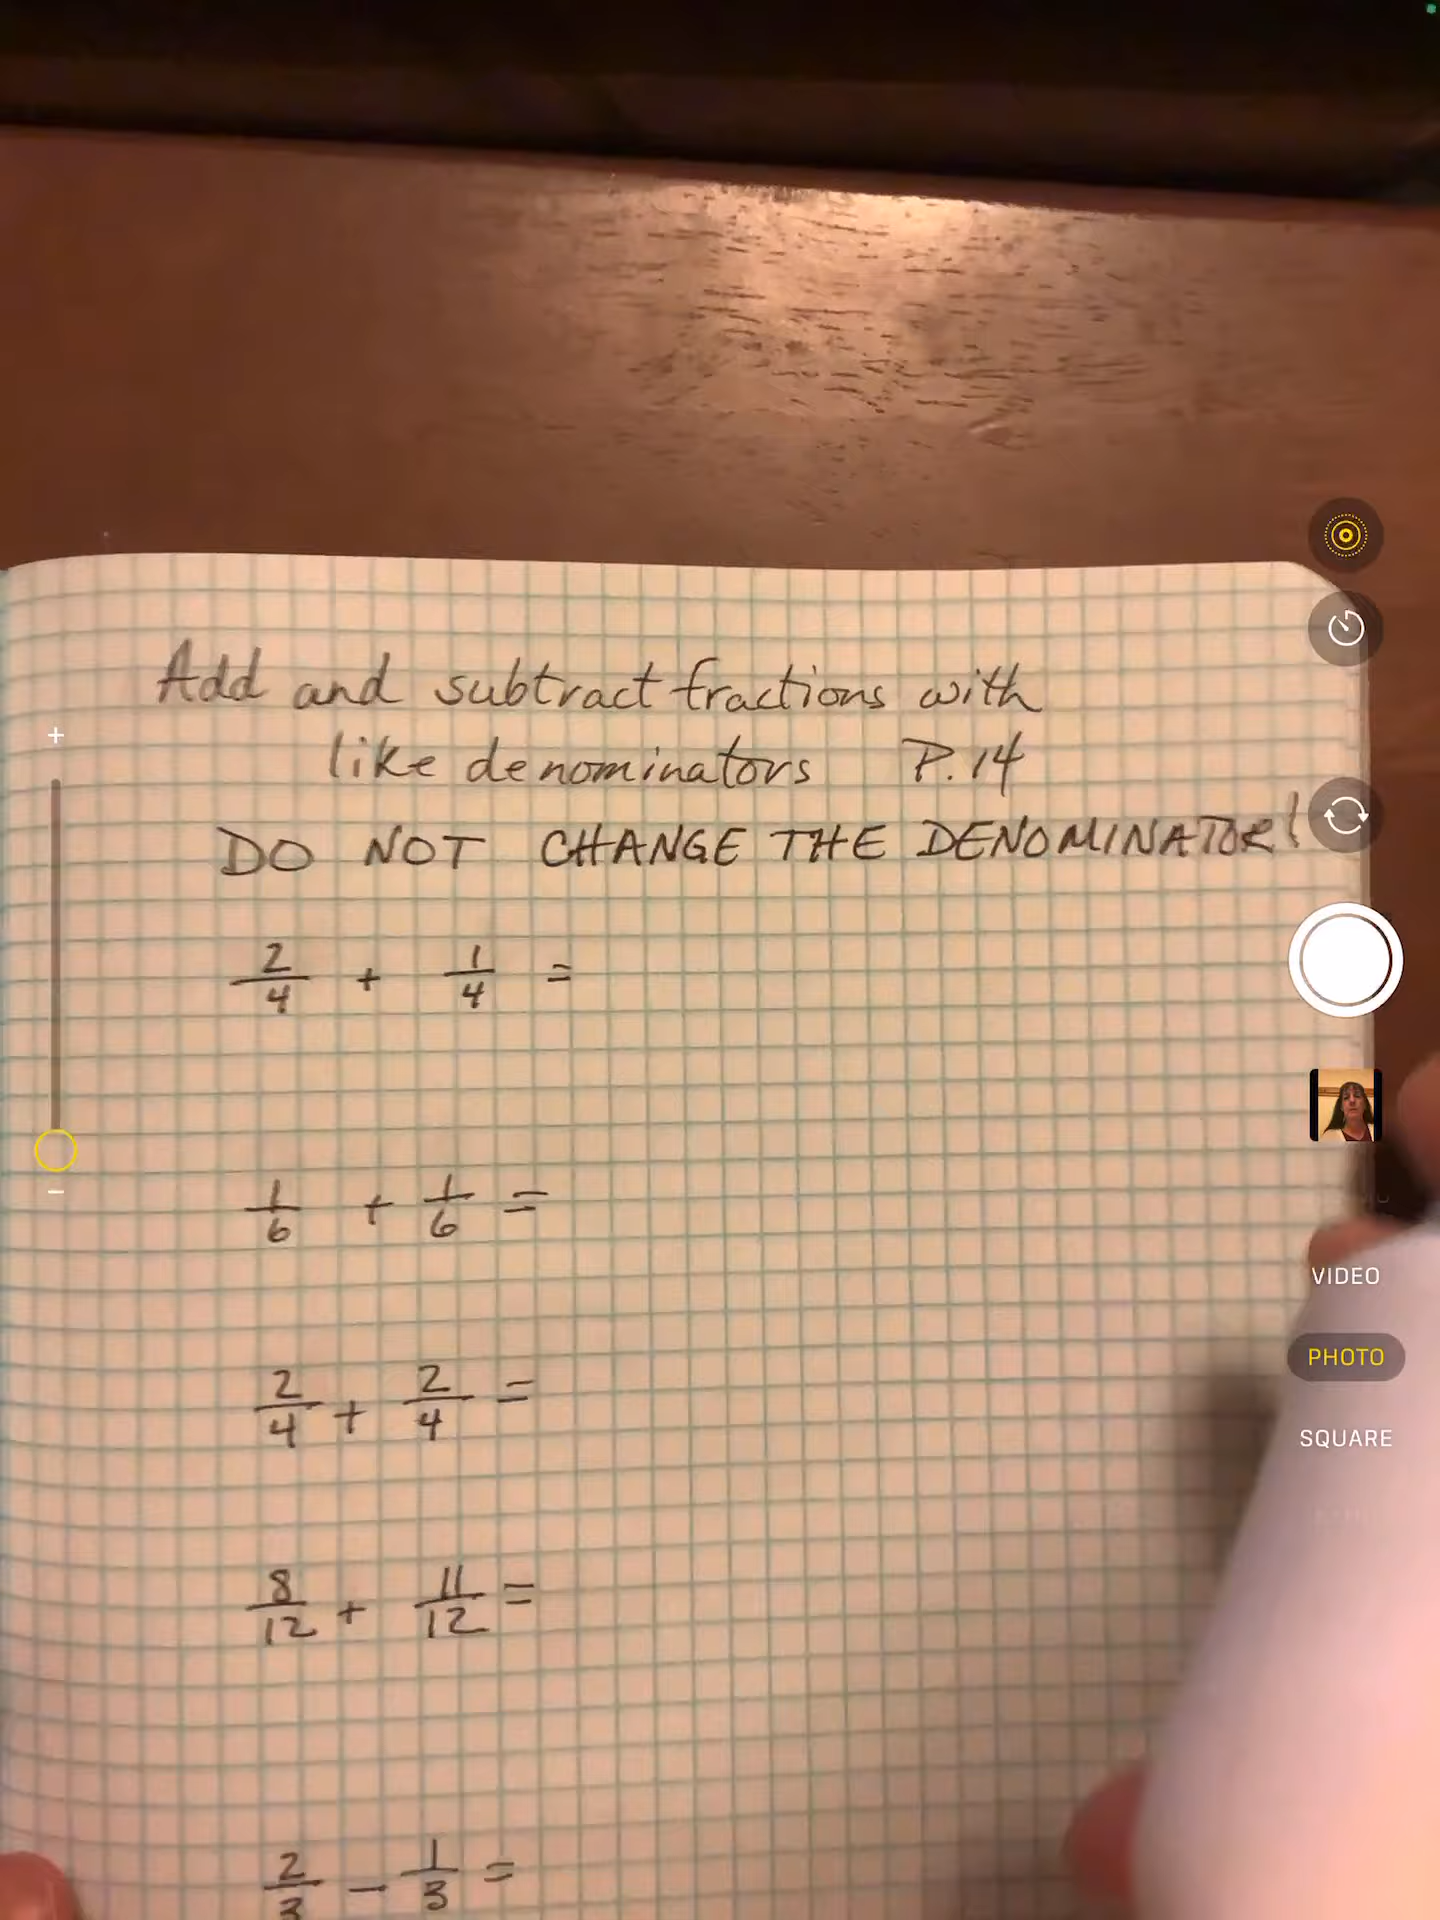 Add and subtract fractions with
like denominators P.14
DO NOT CHANGE THE DENOMINATOR!
2/4 + 1/4 =
1/6 + 1/6 =
2/4 + 2/4 =
8/12 + 11/12 =
2/3 - 1/3 =
VIDEO
PHOTO
SQUARE